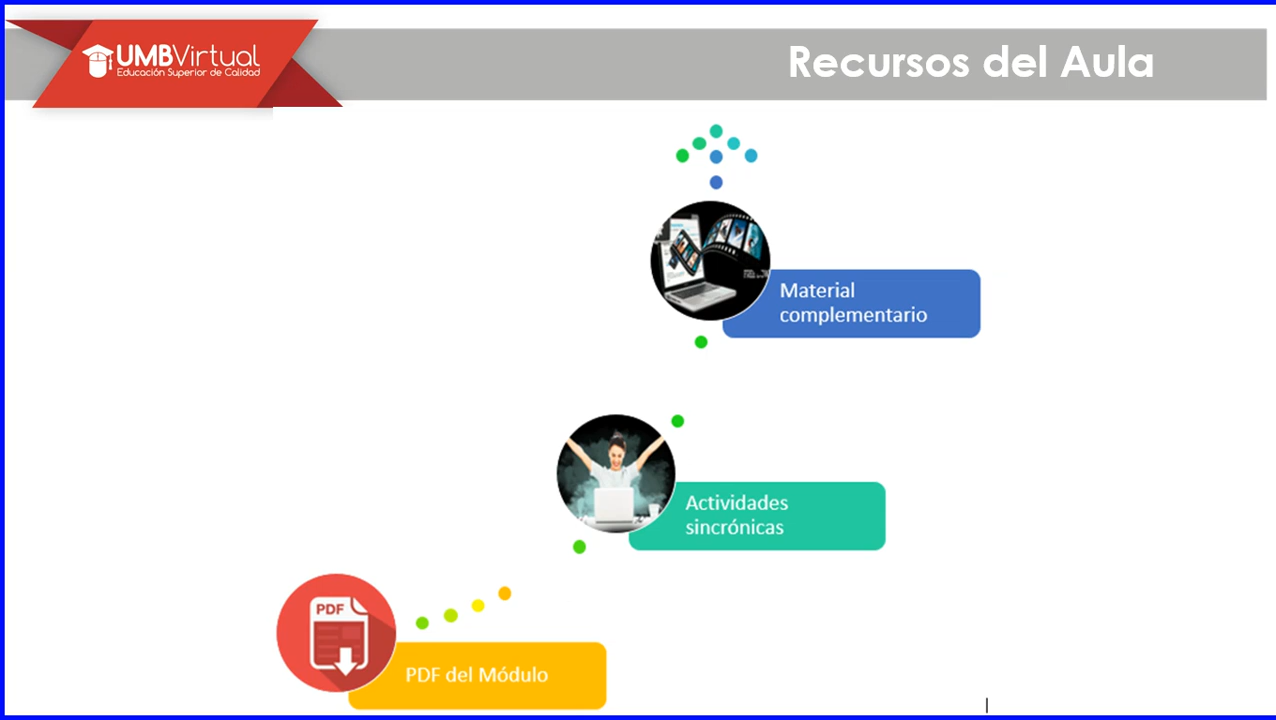 UMBVirtual
Educación Superior de Calidad
Recursos del Aula
Material
complementario
Actividades
sincrónicas
PDF
PDF del Módulo